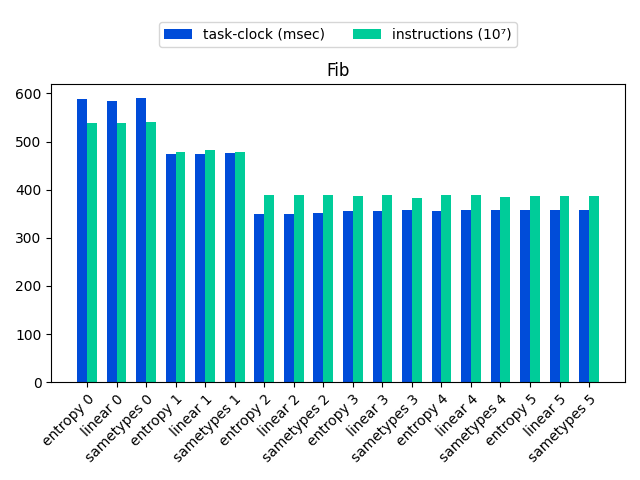 task-clock (msec) instructions (10⁷)
Fib
600
500
400
300
200
100
0
entropy 0 linear 0 sametypes 0 entropy 1 linear 1 sametypes 1 entropy 2 linear 2 sametypes 2 entropy 3 linear 3 sametypes 3 entropy 4 linear 4 sametypes 4 entropy 5 linear 5 sametypes 5